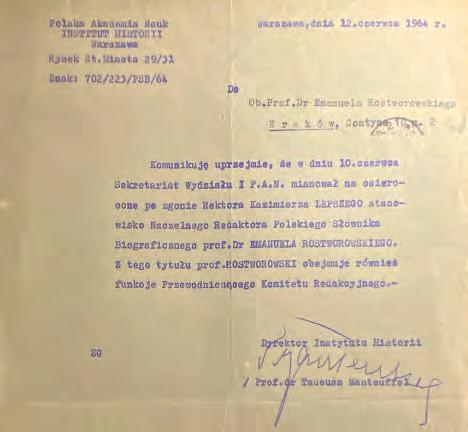 Polska Akademia Nauk
INSTYTUT HISTORII
Warszawa
Rynek St.Miasta 29/31
Znak: 702/223/PSB/64
Warszawa, dnia 12.czerwca 1964 r.
Do
Ob.Prof.Dr Emanuela Rostworowskiego
Kraków, Gontyna 10, m. 2
Komunikuję uprzejmie, że w dniu 10.czerwca
Sekretariat Wydziału I P.A.N. mianował na osiero-
cone po zgonie Rektora Kazimierza LEPSZEGO stano-
wisko Naczelnego Redaktora Polskiego Słownika
Biograficznego prof.Dr EMANUELA ROSTWOROWSKIEGO.
Z tego tytułu prof.ROSTWOROWSKI obejmuje również
funkcje Przewodniczącego Komitetu Redakcyjnego.-
Dyrektor Instytutu Historii
ZG
/ Prof.dr Tadeusz Manteuffel